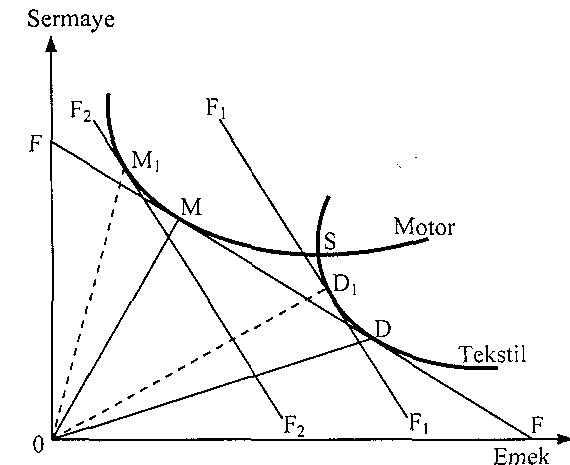 Sermaye
F₂
F₁
F
M₁
M
Motor
S
D₁
D
Tekstil
F₂
F₁
F
0
Emek